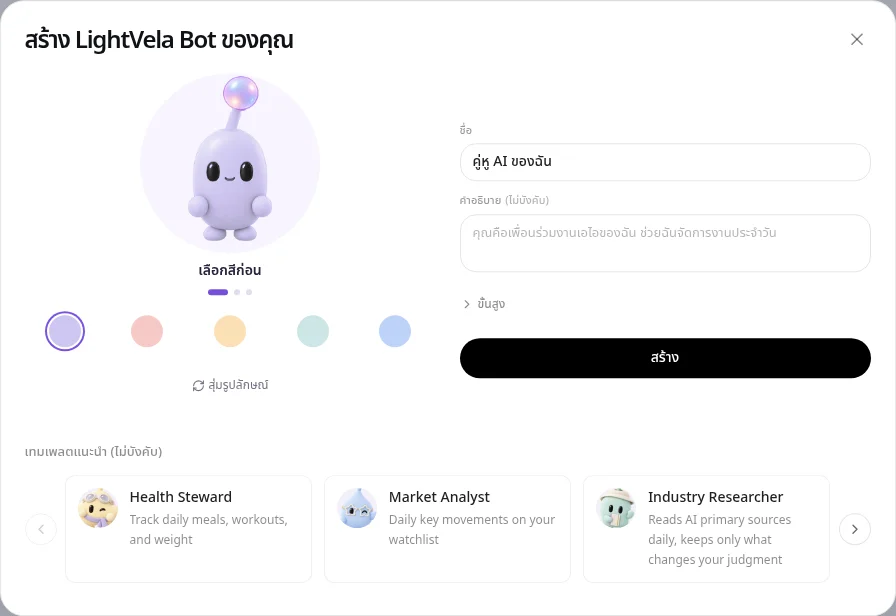 สร้าง LightVela Bot ของคุณ
เลือกสีก่อน
สุ่มรูปลักษณ์
ชื่อ
คู่หู AI ของฉัน
คำอธิบาย (ไม่บังคับ)
คุณคือเพื่อนร่วมงานเอไอของฉัน ช่วยฉันจัดการงานประจำวัน
ขั้นสูง
สร้าง
เทมเพลตแนะนำ (ไม่บังคับ)
Health Steward
Track daily meals, workouts,
and weight
Market Analyst
Daily key movements on your
watchlist
Industry Researcher
Reads AI primary sources
daily, keeps only what
changes your judgment